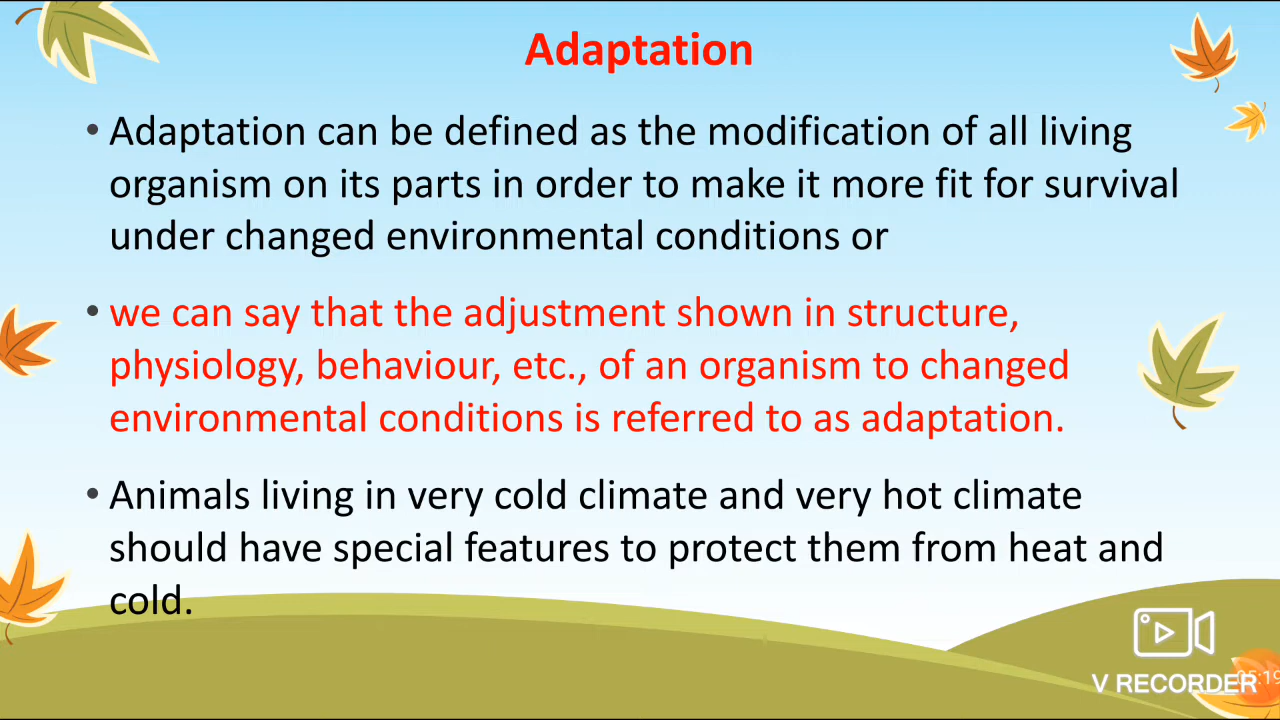 Adaptation
• Adaptation can be defined as the modification of all living
organism on its parts in order to make it more fit for survival
under changed environmental conditions or
• we can say that the adjustment shown in structure,
physiology, behaviour, etc., of an organism to changed
environmental conditions is referred to as adaptation.
• Animals living in very cold climate and very hot climate
should have special features to protect them from heat and
cold.
V RECORDER
05:19